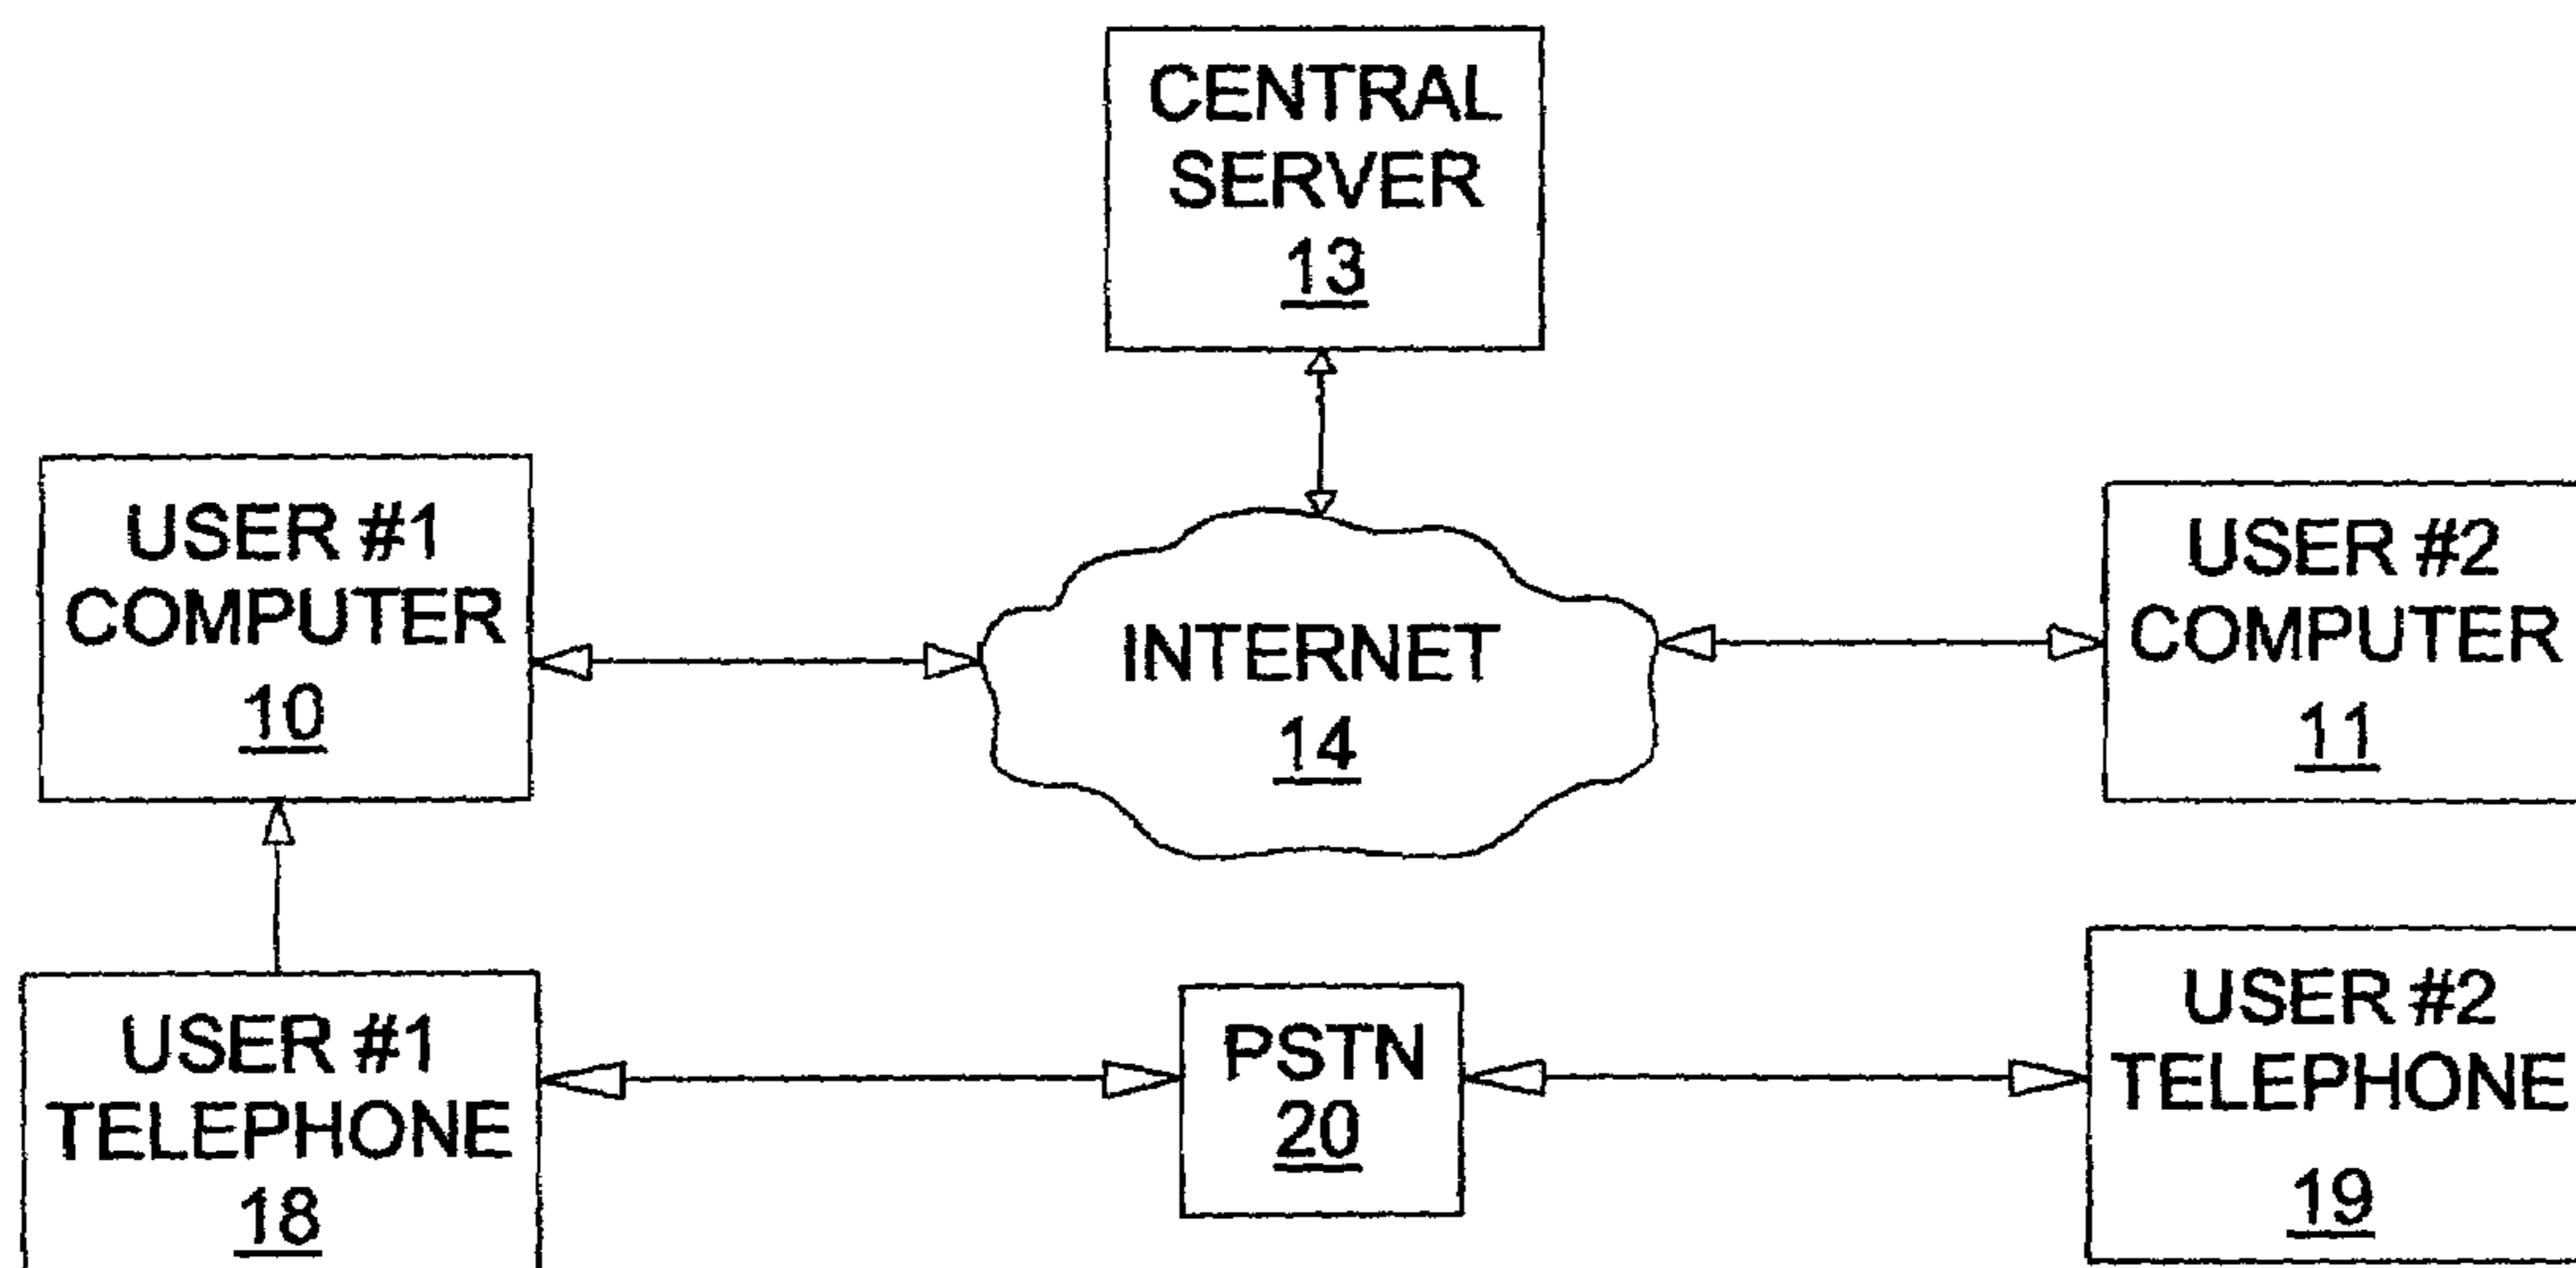 CENTRAL
SERVER
13
USER #1
COMPUTER
10
INTERNET
14
USER #2
COMPUTER
11
USER #1
TELEPHONE
18
PSTN
20
USER #2
TELEPHONE
19